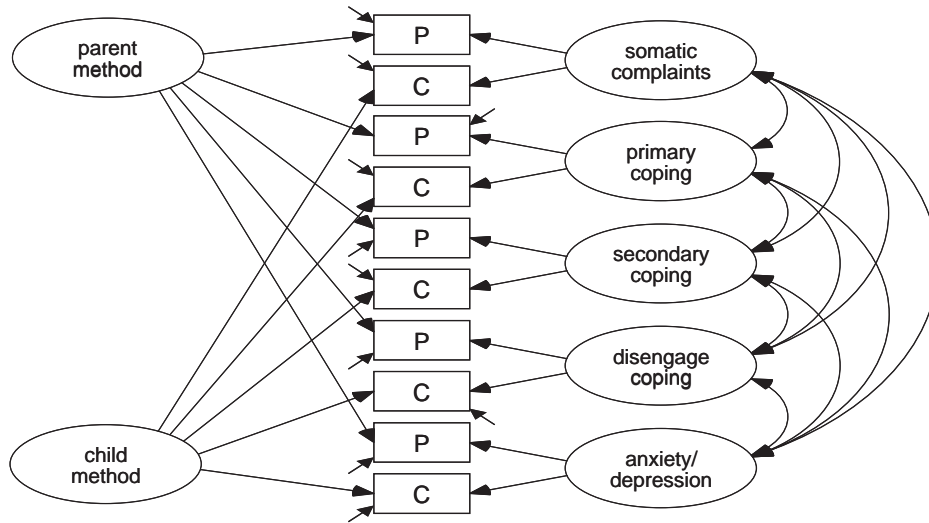 parent
method
child
method
P
C
P
C
P
C
P
C
P
C
somatic
complaints
primary
coping
secondary
coping
disengage
coping
anxiety/
depression